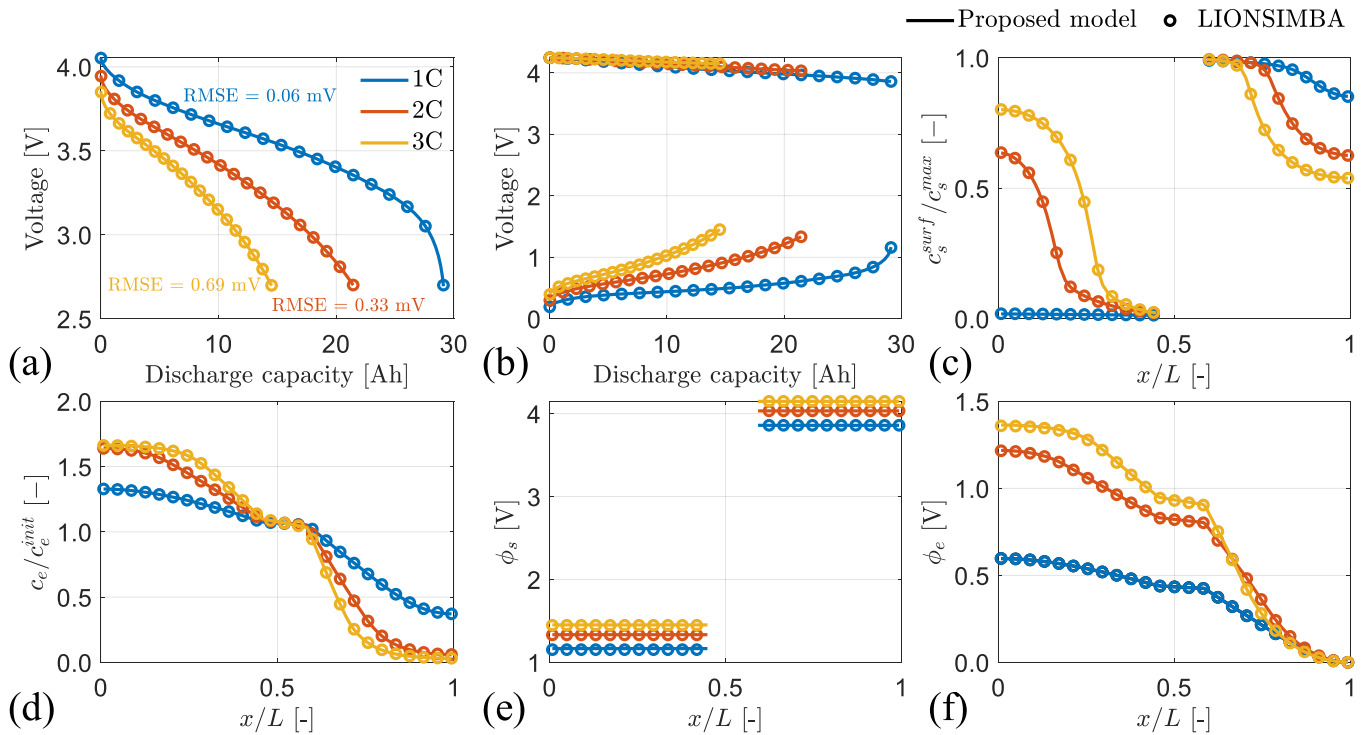 Proposed model LIONSIMBA
4.0
3.5
3.0
2.5
Voltage [V]
0 10 20 30
Discharge capacity [Ah]
1C
2C
3C
RMSE = 0.06 mV
RMSE = 0.69 mV
RMSE = 0.33 mV
(a)
4
2
0
Voltage [V]
0 10 20 30
Discharge capacity [Ah]
(b)
1.0
0.5
0.0
c_s^{surf}/c_s^{max} [−]
0 0.5 1
x/L [-]
(c)
2.0
1.5
1.0
0.5
0.0
c_e/c_e^{init} [−]
0 0.5 1
x/L [-]
(d)
4
3
2
1
ϕ_s [V]
0 0.5 1
x/L [-]
(e)
1.5
1.0
0.5
0.0
ϕ_e [V]
0 0.5 1
x/L [-]
(f)